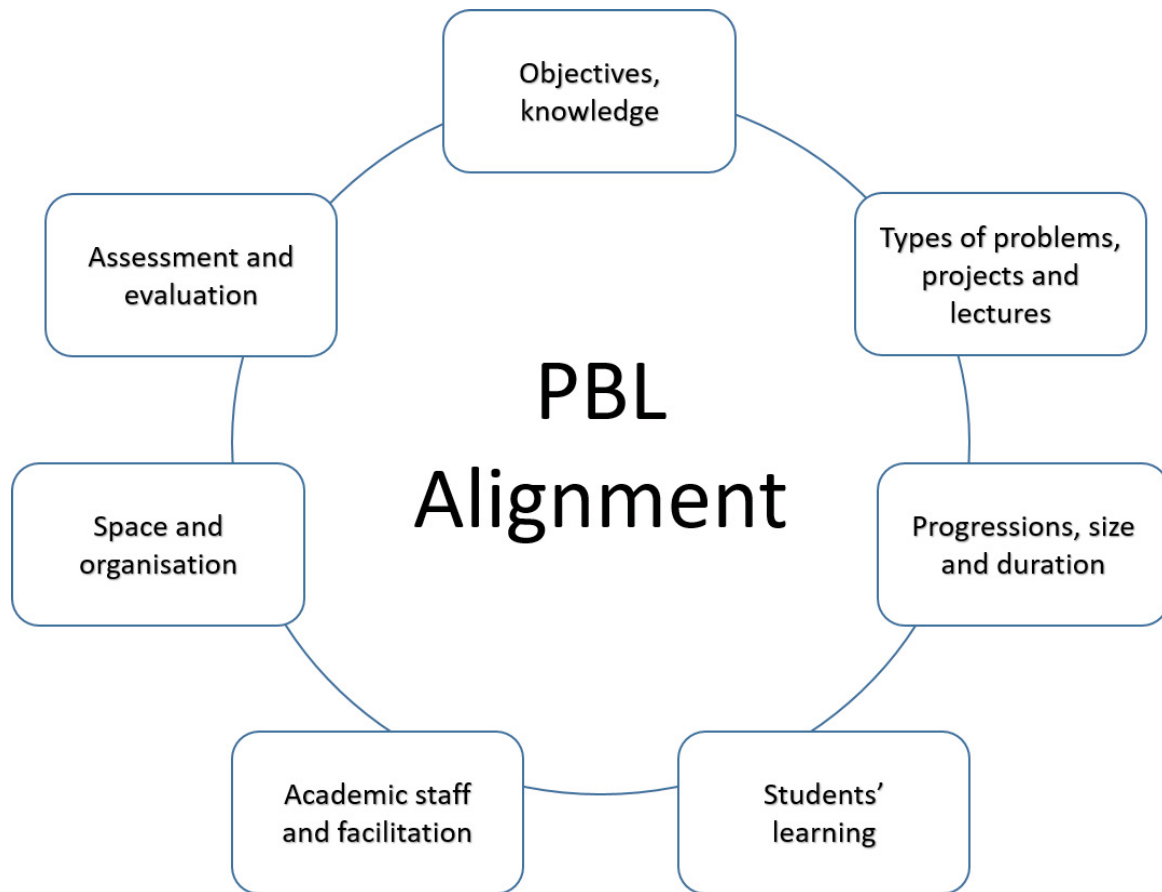 Objectives,
knowledge
Types of problems,
projects and
lectures
Progressions, size
and duration
Students’
learning
Academic staff
and facilitation
Space and
organisation
Assessment and
evaluation
PBL
Alignment